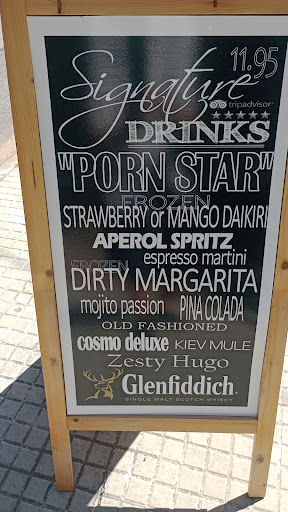 Signature
11.95
tripadvisor
DRINKS
"PORN STAR"
FROZEN
STRAWBERRY or MANGO DAIKIRI
APEROL SPRITZ
espresso martini
FROZEN
DIRTY MARGARITA
mojito passion PINA COLADA
OLD FASHIONED
cosmo deluxe KIEV MULE
Zesty Hugo
Glenfiddich
SINGLE MALT SCOTCH WHISKY